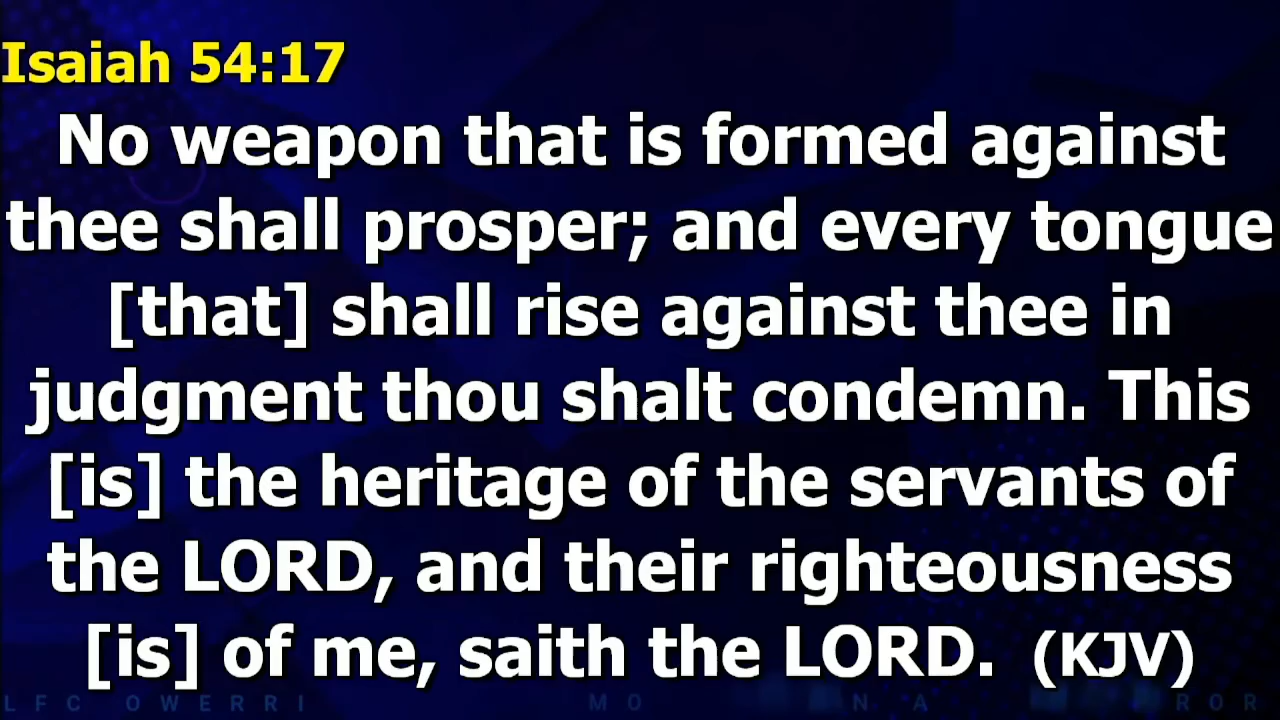 Isaiah 54:17
No weapon that is formed against
thee shall prosper; and every tongue
[that] shall rise against thee in
judgment thou shalt condemn. This
[is] the heritage of the servants of
the LORD, and their righteousness
[is] of me, saith the LORD. (KJV)
LFC OWERRI